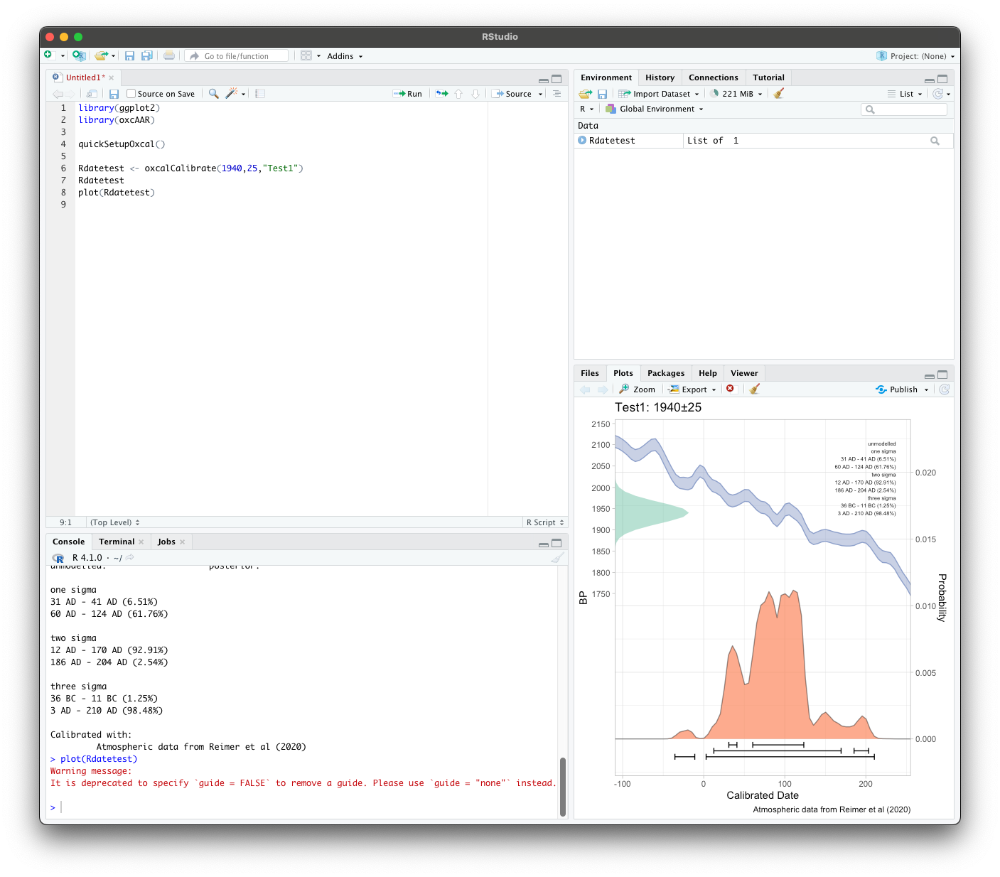 RStudio
Go to file/function
Addins
Project: (None)
Untitled1*
Source on Save
Run
Source
1 library(ggplot2)
2 library(oxcAAR)
3
4 quickSetupOxcal()
5
6 Rdatetest <- oxcalCalibrate(1940,25,"Test1")
7 Rdatetest
8 plot(Rdatetest)
9
9:1 (Top Level) R Script
Console Terminal Jobs
R 4.1.0 · ~/
unmodelled: posterior:
one sigma
31 AD - 41 AD (6.51%)
60 AD - 124 AD (61.76%)
two sigma
12 AD - 170 AD (92.91%)
186 AD - 204 AD (2.54%)
three sigma
36 BC - 11 BC (1.25%)
3 AD - 210 AD (98.48%)
Calibrated with:
Atmospheric data from Reimer et al (2020)
> plot(Rdatetest)
Warning message:
It is deprecated to specify `guide = FALSE` to remove a guide. Please use `guide = "none"` instead.
>
Environment History Connections Tutorial
Import Dataset 221 MiB List
R Global Environment
Data
Rdatetest List of 1
Files Plots Packages Help Viewer
Zoom Export Publish
Test1: 1940±25
2150
2100
2050
2000
1950
1900
1850
1800
1750
BP
unmodelled
one sigma
31 AD - 41 AD (6.51%)
60 AD - 124 AD (61.76%)
two sigma
12 AD - 170 AD (92.91%)
186 AD - 204 AD (2.54%)
three sigma
36 BC - 11 BC (1.25%)
3 AD - 210 AD (98.48%)
0.020
0.015
0.010
0.005
0.000
Probability
-100 0 100 200
Calibrated Date
Atmospheric data from Reimer et al (2020)